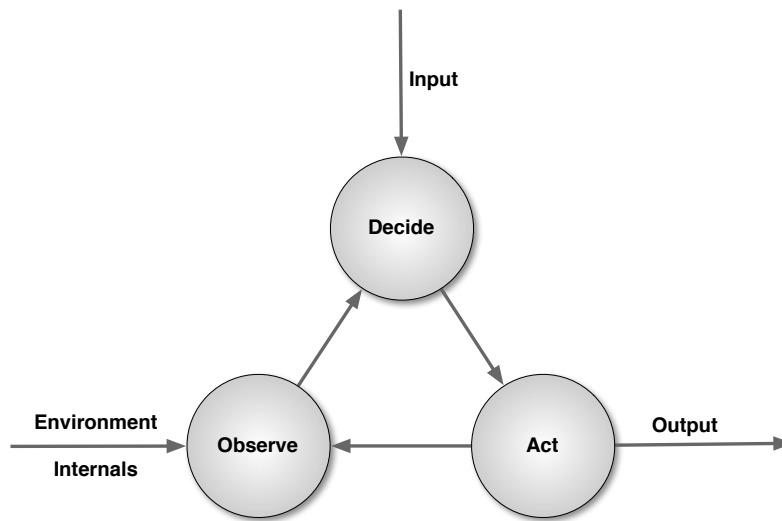 Input
Decide
Environment
Internals
Observe
Act
Output